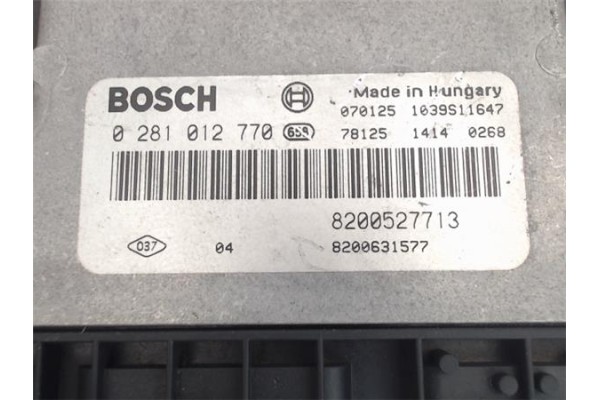 BOSCH
Made in Hungary
070125 1039S11647
0 281 012 770
78125 1414 0268
8200527713
037 04 8200631577